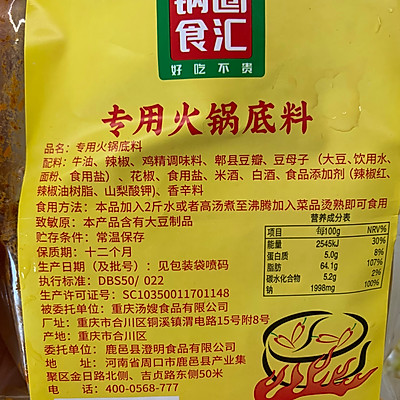 锅圈
食汇
好吃不贵
专用火锅底料
品名：专用火锅底料
配料：牛油、辣椒、鸡精调味料、郫县豆瓣、豆母子（大豆、饮用水、
面粉、食用盐）、花椒、食用盐、米酒、白酒、食品添加剂（辣椒红、
辣椒油树脂、山梨酸钾)、香辛料
食用方法：本品加入2斤水或者高汤煮至沸腾加入菜品烫熟即可食用
致敏原：本产品含有大豆制品
贮存条件：常温保存
保质期：十二个月
生产日期（及批号）：见包装袋喷码
执行标准：DBS50/ 022
生产许可证号：SC10350011701148
被委托单位：重庆汤嫂食品有限公司
厂址：重庆市合川区铜溪镇渭电路15号附8号
产地：重庆市合川区
委托单位：鹿邑县澄明食品有限公司
地 址：河南省周口市鹿邑县产业集
聚区金日路北侧、吉贞路东侧50米
电 话：400-0568-777
营养成分表
项目 每100g NRV%
能量 2545kJ 30%
蛋白质 5.0g 8%
脂肪 64.1g 107%
碳水化合物 5.2g 2%
钠 1998mg 100%